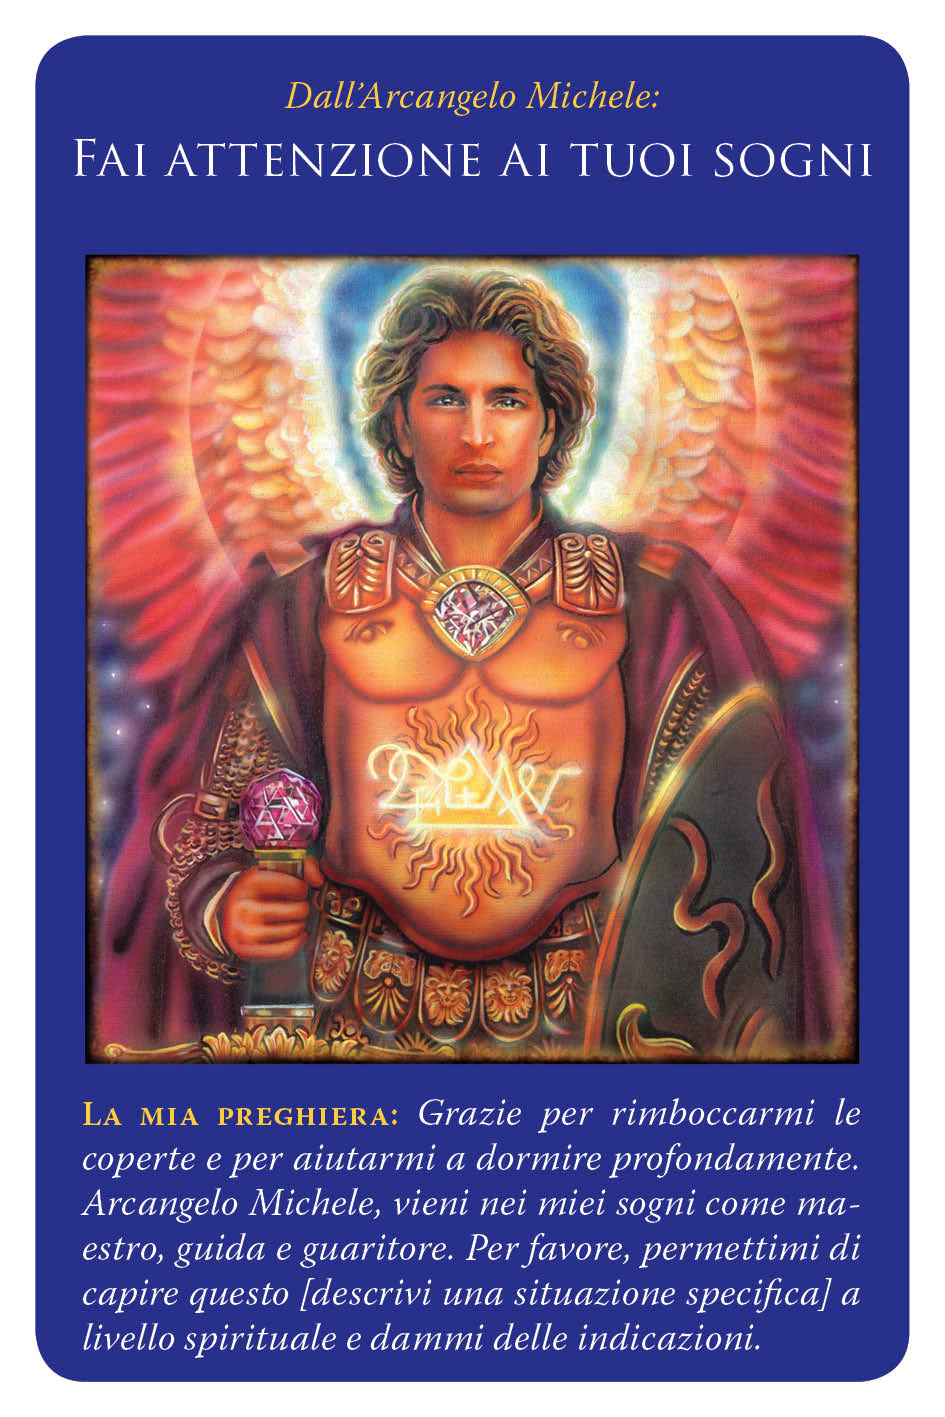 Dall'Arcangelo Michele:
FAI ATTENZIONE AI TUOI SOGNI
LA MIA PREGHIERA: Grazie per rimboccarmi le
coperte e per aiutarmi a dormire profondamente.
Arcangelo Michele, vieni nei miei sogni come ma-
estro, guida e guaritore. Per favore, permettimi di
capire questo [descrivi una situazione specifica] a
livello spirituale e dammi delle indicazioni.